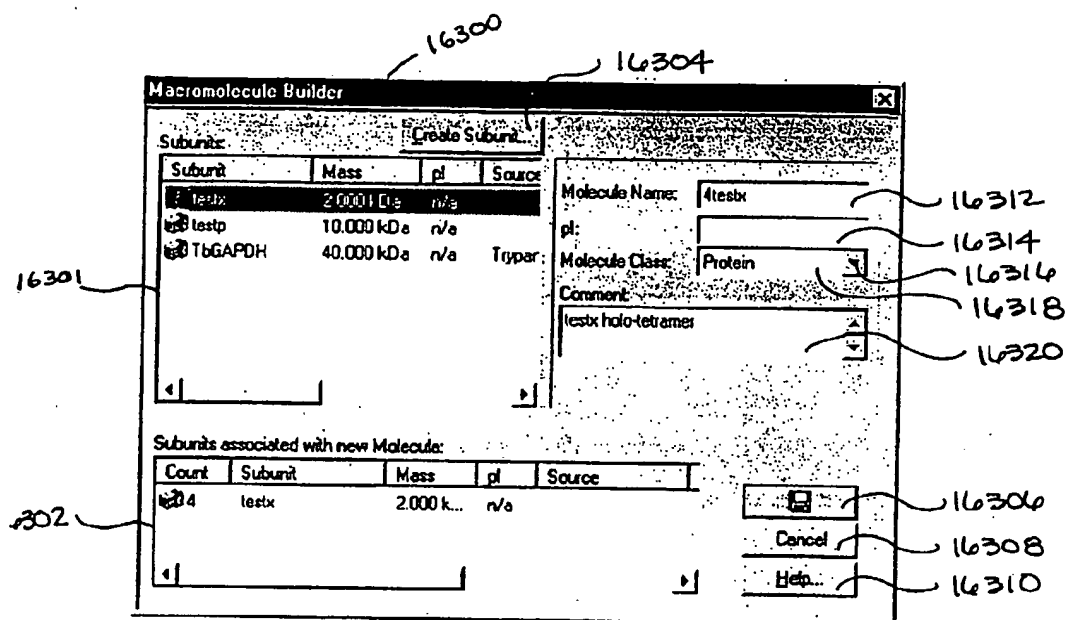 16300
16304
Macromolecule Builder
Create Subunit...
Subunits:
Subunit Mass pI Source
testx 2.000 kDa n/a
testp 10.000 kDa n/a
TbGAPDH 40.000 kDa n/a Trypar
16301
Molecule Name: 4testx
16312
pI:
16314
Molecule Class: Protein
16316
16318
Comment:
testx holo-tetramer
16320
Subunits associated with new Molecule:
Count Subunit Mass pI Source
4 testx 2.000 k... n/a
6302
16306
Cancel
16308
Help...
16310